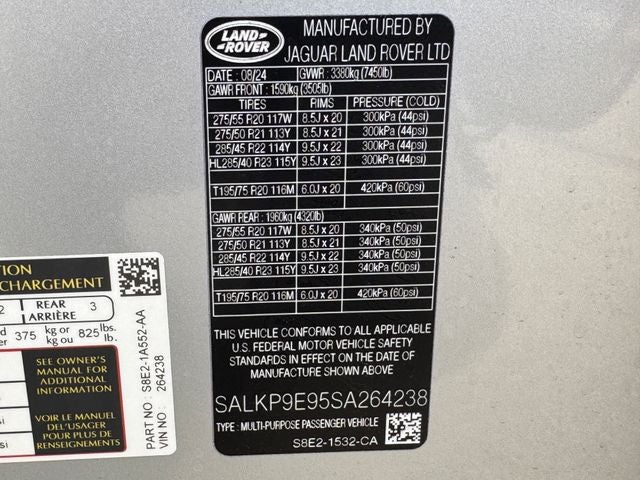 LAND
ROVER
MANUFACTURED BY
JAGUAR LAND ROVER LTD
DATE : 08/24 GVWR : 3380kg (7450lb)
GAWR FRONT : 1590kg (3505lb)
TIRES RIMS PRESSURE (COLD)
275/55 R20 117W 8.5J x 20 300kPa (44psi)
275/50 R21 113Y 8.5J x 21 300kPa (44psi)
285/45 R22 114Y 9.5J x 22 300kPa (44psi)
HL285/40 R23 115Y 9.5J x 23 300kPa (44psi)
T195/75 R20 116M 6.0J x 20 420kPa (60psi)
GAWR REAR : 1960kg (4320lb)
275/55 R20 117W 8.5J x 20 340kPa (50psi)
275/50 R21 113Y 8.5J x 21 340kPa (50psi)
285/45 R22 114Y 9.5J x 22 340kPa (50psi)
HL285/40 R23 115Y 9.5J x 23 340kPa (50psi)
T195/75 R20 116M 6.0J x 20 420kPa (60psi)
THIS VEHICLE CONFORMS TO ALL APPLICABLE
U.S. FEDERAL MOTOR VEHICLE SAFETY
STANDARDS IN EFFECT ON THE DATE OF
MANUFACTURE SHOWN ABOVE
SALKP9E95SA264238
TYPE : MULTI-PURPOSE PASSENGER VEHICLE
S8E2-1532-CA
CHARGEMENT
2 REAR
ARRIÈRE 3
375 kg or
kg ou 825 lbs.
lb.
SEE OWNER'S
MANUAL FOR
ADDITIONAL
INFORMATION
VOIR LE MANUEL
DU USAGER POUR
PLUS DE
RENSEIGNEMENTS
PART NO: S8E2-1A552-AA
VIN NO: 264238